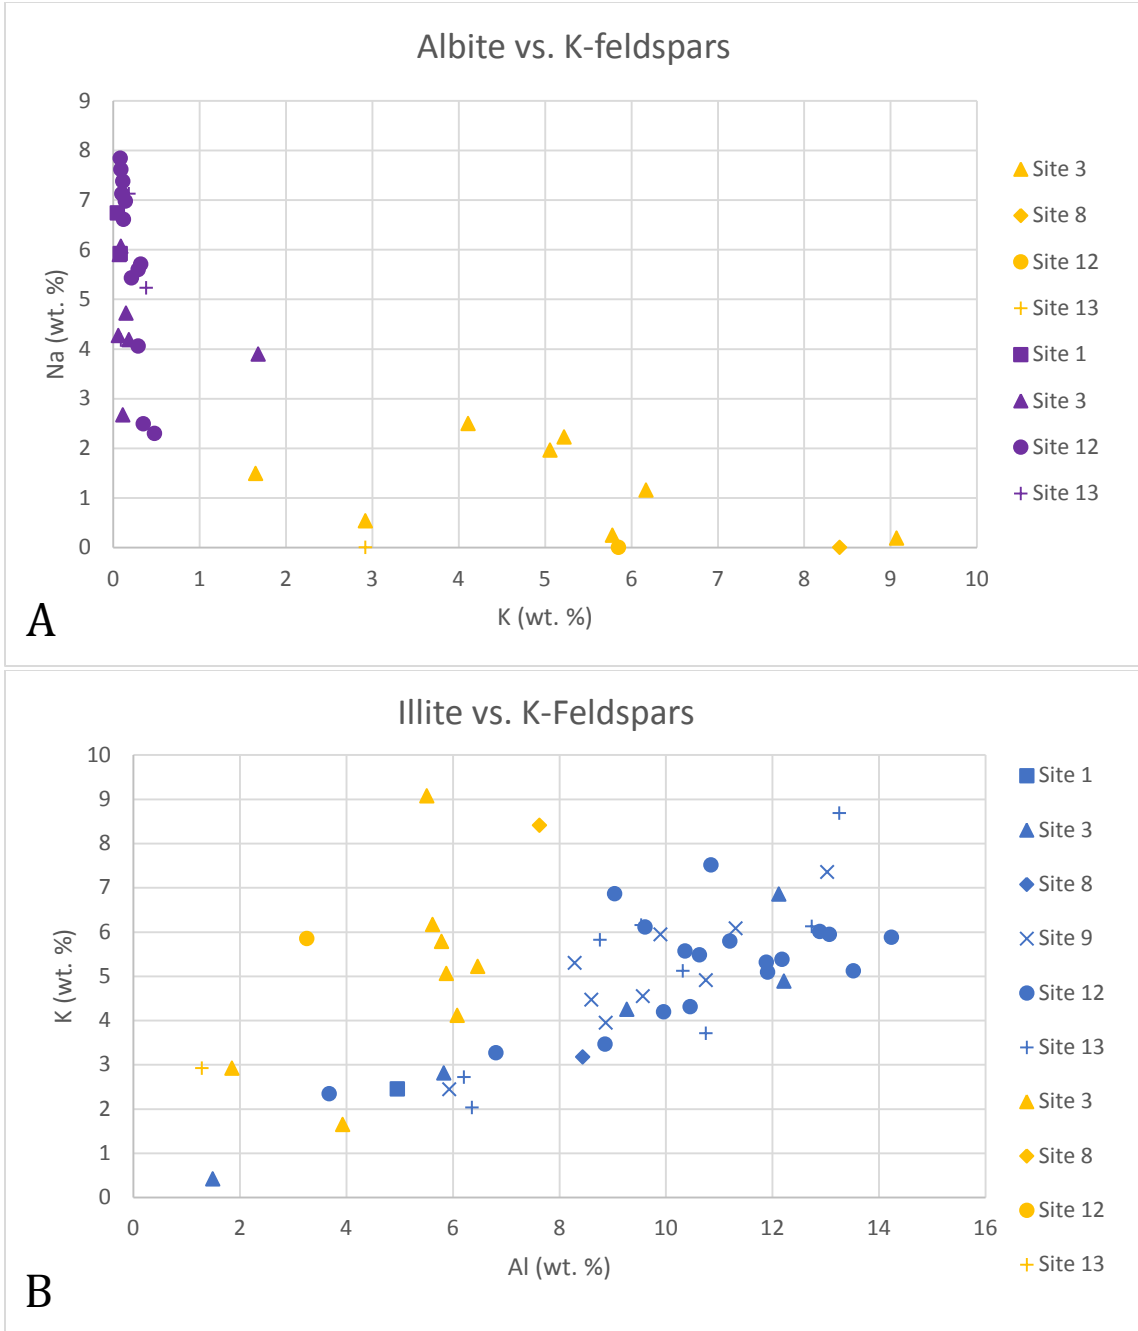 Albite vs. K-feldspars
9
8
7
6
5
4
3
2
1
0
Na (wt. %)
0 1 2 3 4 5 6 7 8 9 10
K (wt. %)
Site 3
Site 8
Site 12
Site 13
Site 1
Site 3
Site 12
Site 13
A
Illite vs. K-Feldspars
10
9
8
7
6
5
4
3
2
1
0
K (wt. %)
0 2 4 6 8 10 12 14 16
Al (wt. %)
Site 1
Site 3
Site 8
Site 9
Site 12
Site 13
Site 3
Site 8
Site 12
Site 13
B